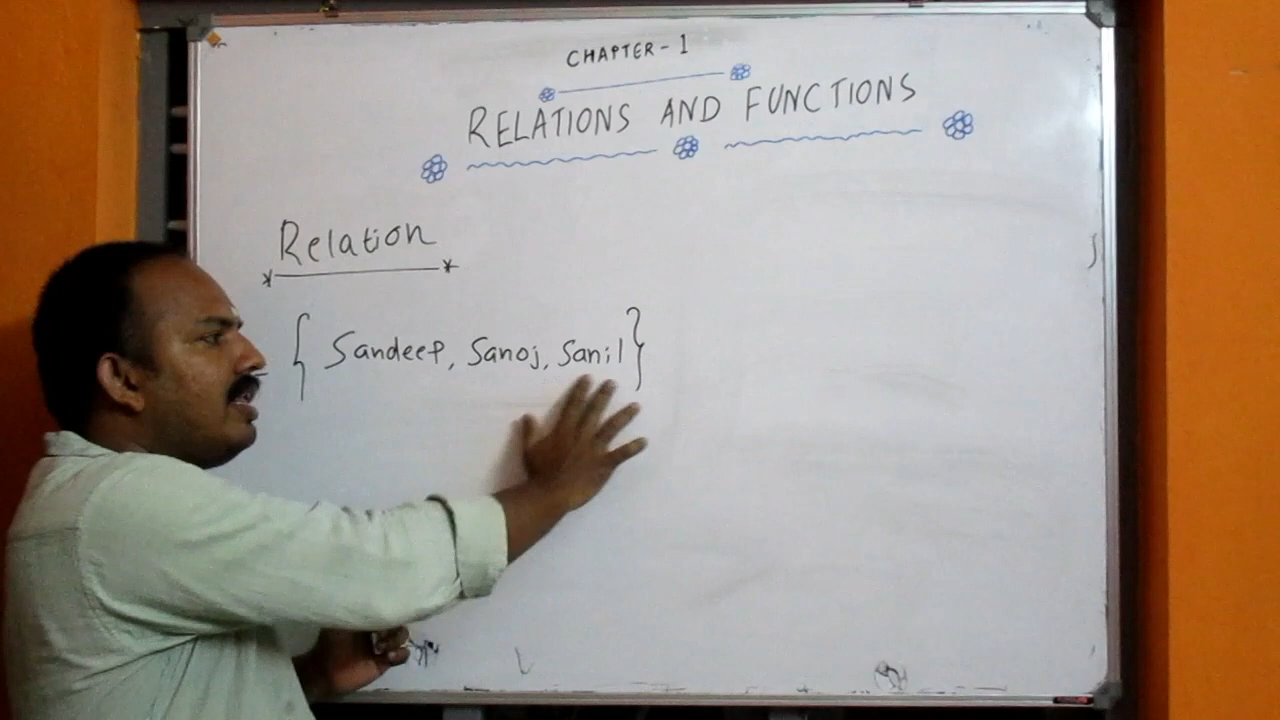 CHAPTER - 1
RELATIONS AND FUNCTIONS
Relation
{ Sandeep, Sanoj, Sanil }